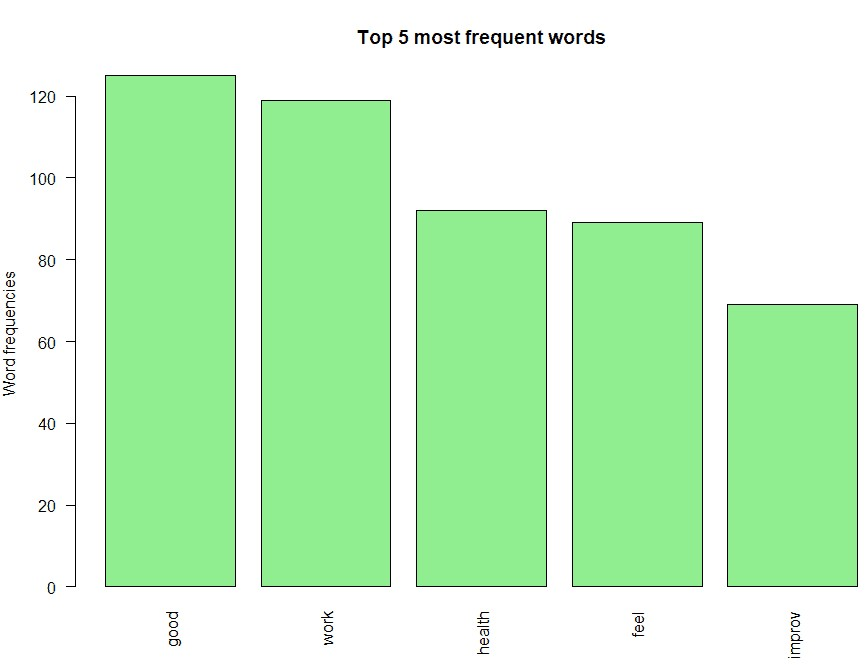 Top 5 most frequent words
Word frequencies
120
100
80
60
40
20
0
good
work
health
feel
improv